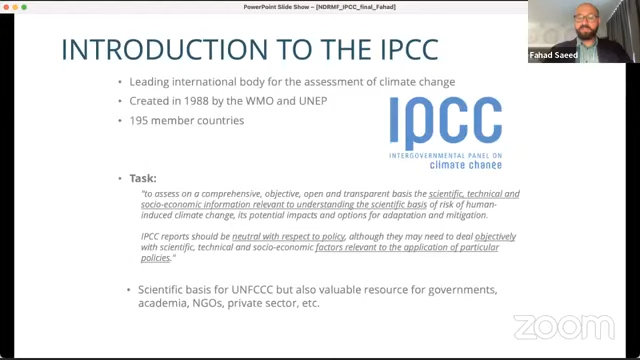 PowerPoint Slide Show – [NDRMF_IPCC_final_Fahad]
Fahad Saeed
INTRODUCTION TO THE IPCC
• Leading international body for the assessment of climate change
• Created in 1988 by the WMO and UNEP
• 195 member countries
ipcc
INTERGOVERNMENTAL PANEL ON
climate change
• Task:
"to assess on a comprehensive, objective, open and transparent basis the scientific, technical and
socio-economic information relevant to understanding the scientific basis of risk of human-
induced climate change, its potential impacts and options for adaptation and mitigation.
IPCC reports should be neutral with respect to policy, although they may need to deal objectively
with scientific, technical and socio-economic factors relevant to the application of particular
policies."
• Scientific basis for UNFCCC but also valuable resource for governments,
academia, NGOs, private sector, etc.
zoom